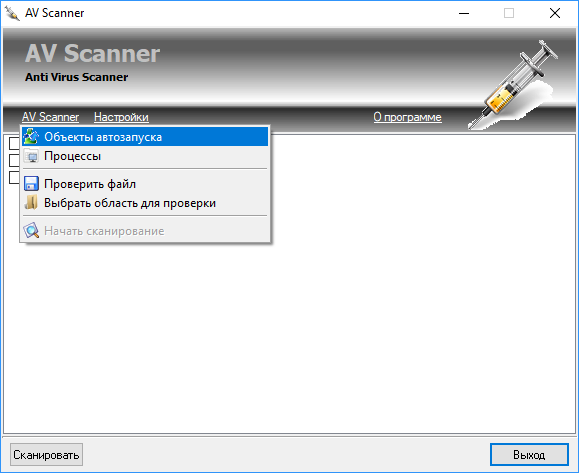 AV Scanner
AV Scanner
Anti Virus Scanner
AV Scanner Настройки О программе
Объекты автозапуска
Процессы
Проверить файл
Выбрать область для проверки
Начать сканирование
Сканировать Выход